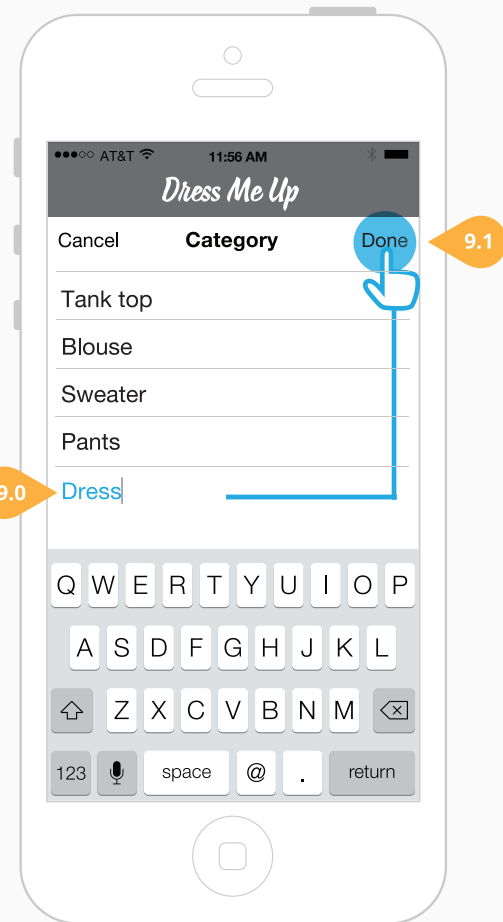 AT&T 11:56 AM
Dress Me Up
Cancel Category Done
9.1
Tank top
Blouse
Sweater
Pants
9.0 Dress
Q W E R T Y U I O P
A S D F G H J K L
Z X C V B N M
123 space @ . return